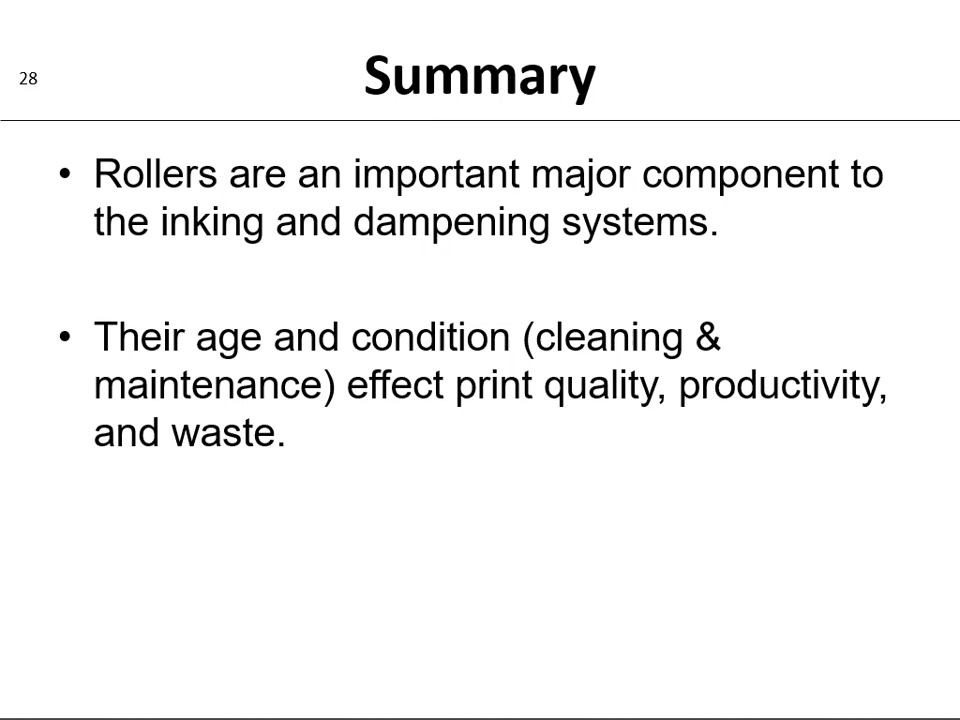 28
Summary
• Rollers are an important major component to
the inking and dampening systems.
• Their age and condition (cleaning &
maintenance) effect print quality, productivity,
and waste.